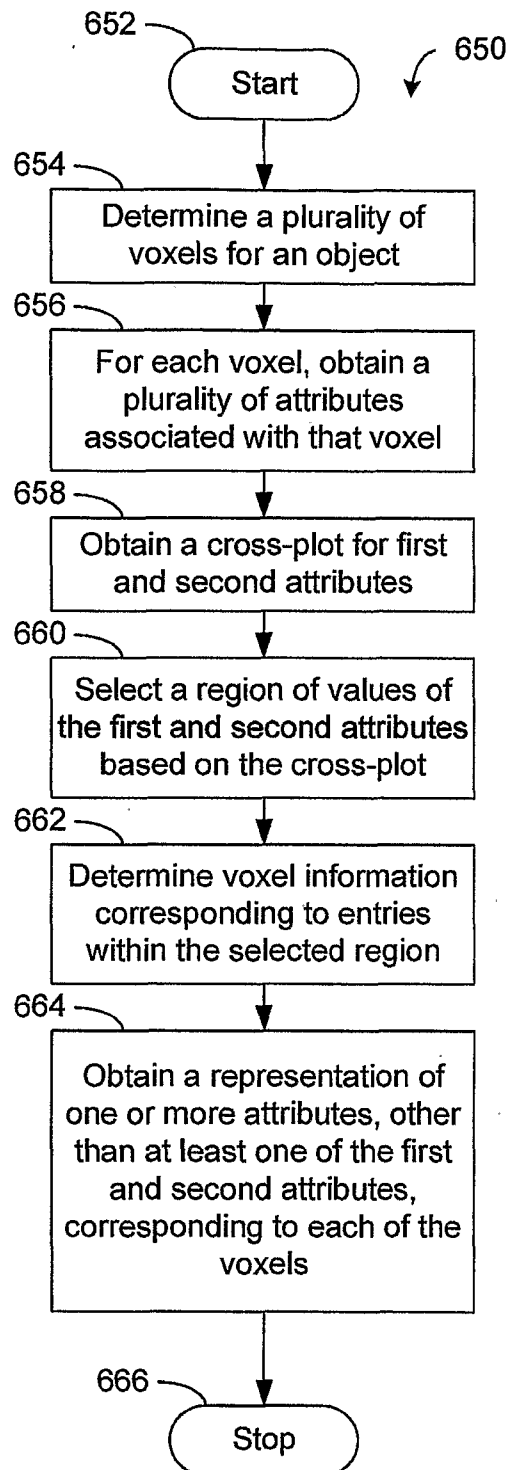 652
650
Start
654
Determine a plurality of
voxels for an object
656
For each voxel, obtain a
plurality of attributes
associated with that voxel
658
Obtain a cross-plot for first
and second attributes
660
Select a region of values of
the first and second attributes
based on the cross-plot
662
Determine voxel information
corresponding to entries
within the selected region
664
Obtain a representation of
one or more attributes, other
than at least one of the first
and second attributes,
corresponding to each of the
voxels
666
Stop